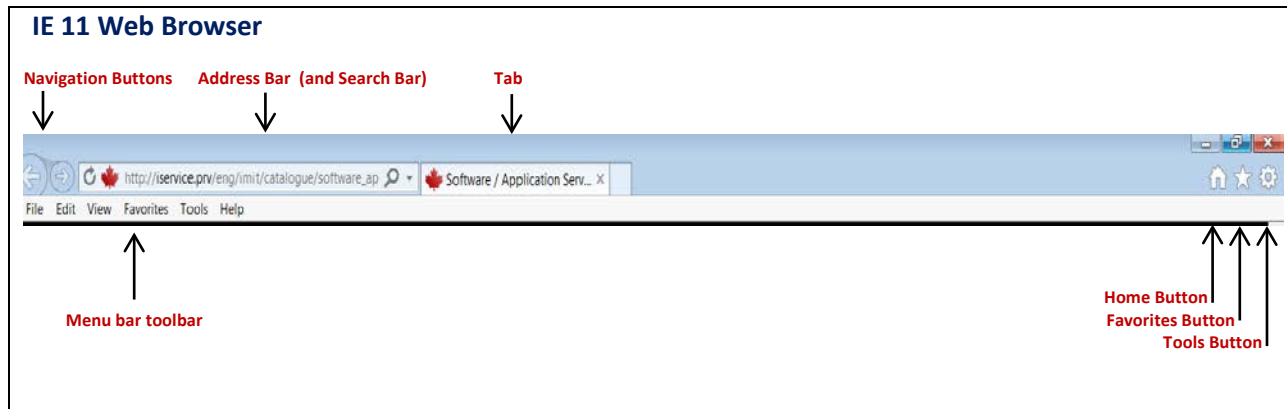 IE 11 Web Browser
Navigation Buttons Address Bar (and Search Bar) Tab
http://iservice.prv/eng/imit/catalogue/software_ap Software / Application Serv... X
File Edit View Favorites Tools Help
Menu bar toolbar
Home Button
Favorites Button
Tools Button